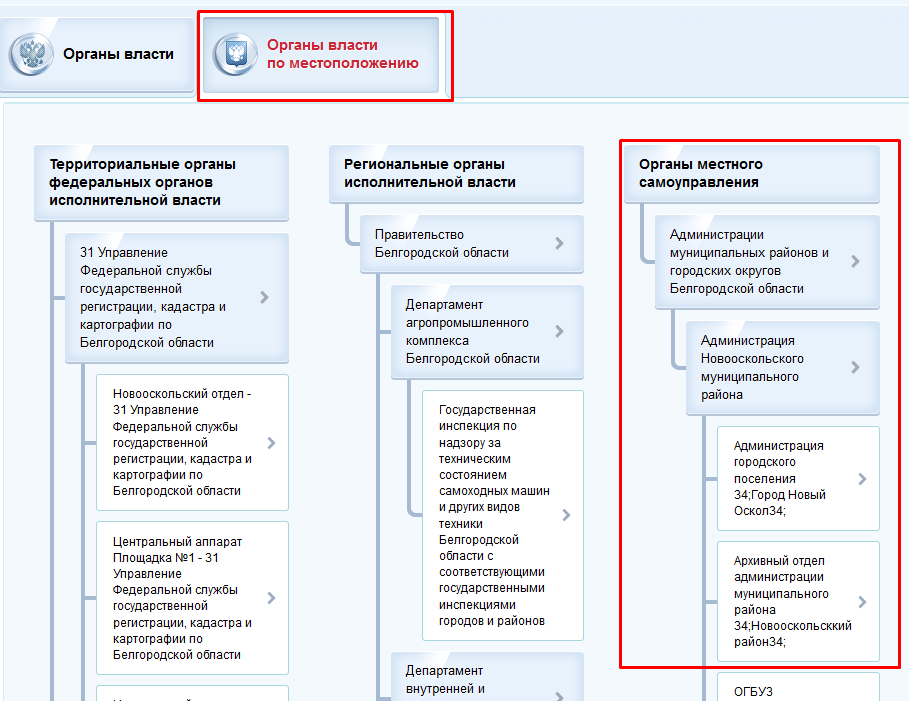 Органы власти
Органы власти
по местоположению
Территориальные органы
федеральных органов
исполнительной власти
31 Управление
Федеральной службы
государственной
регистрации, кадастра и
картографии по
Белгородской области
Новооскольский отдел -
31 Управление
Федеральной службы
государственной
регистрации, кадастра и
картографии по
Белгородской области
Центральный аппарат
Площадка №1 - 31
Управление
Федеральной службы
государственной
регистрации, кадастра и
картографии по
Белгородской области
Региональные органы
исполнительной власти
Правительство
Белгородской области
Департамент
агропромышленного
комплекса
Белгородской области
Государственная
инспекция по
надзору за
техническим
состоянием
самоходных машин
и других видов
техники
Белгородской
области с
соответствующими
государственными
инспекциями
городов и районов
Департамент
внутренней и
Органы местного
самоуправления
Администрации
муниципальных районов и
городских округов
Белгородской области
Администрация
Новооскольского
муниципального
района
Администрация
городского
поселения
34;Город Новый
Оскол34;
Архивный отдел
администрации
муниципального
района
34;Новооскольсккий
район34;
ОГБУЗ